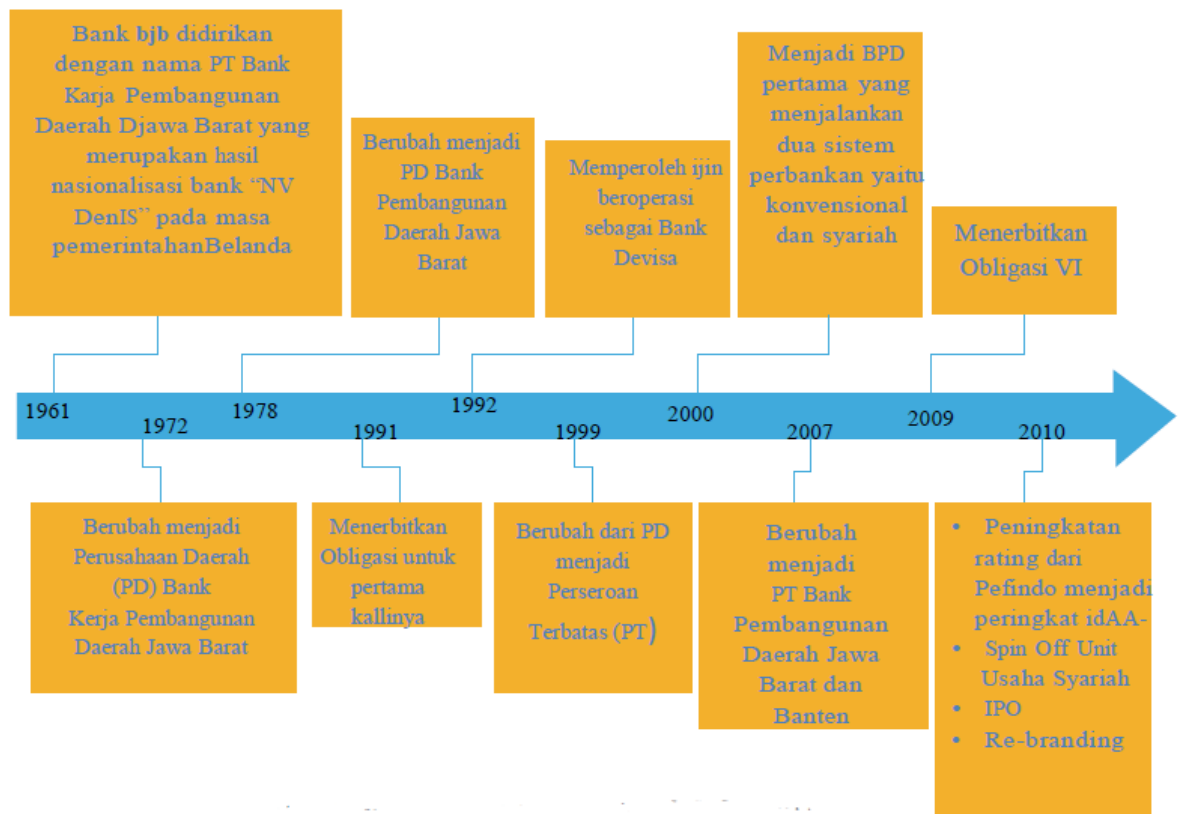 Bank bjb didirikan
dengan nama PT Bank
Karja Pembangunan
Daerah Djawa Barat yang
merupakan hasil
nasionalisasi bank “NV
DenIS” pada masa
pemerintahanBelanda
Berubah menjadi
PD Bank
Pembangunan
Daerah Jawa
Barat
Memperoleh ijin
beroperasi
sebagai Bank
Devisa
Menjadi BPD
pertama yang
menjalankan
dua sistem
perbankan yaitu
konvensional
dan syariah
Menerbitkan
Obligasi VI
1961
1972
1978
1991
1992
1999
2000
2007
2009
2010
Berubah menjadi
Perusahaan Daerah
(PD) Bank
Kerja Pembangunan
Daerah Jawa Barat
Menerbitkan
Obligasi untuk
pertama
kallinya
Berubah dari PD
menjadi
Perseroan
Terbatas (PT)
Berubah
menjadi
PT Bank
Pembangunan
Daerah Jawa
Barat dan
Banten
• Peningkatan
rating dari
Pefindo menjadi
peringkat idAA-
• Spin Off Unit
Usaha Syariah
• IPO
• Re-branding